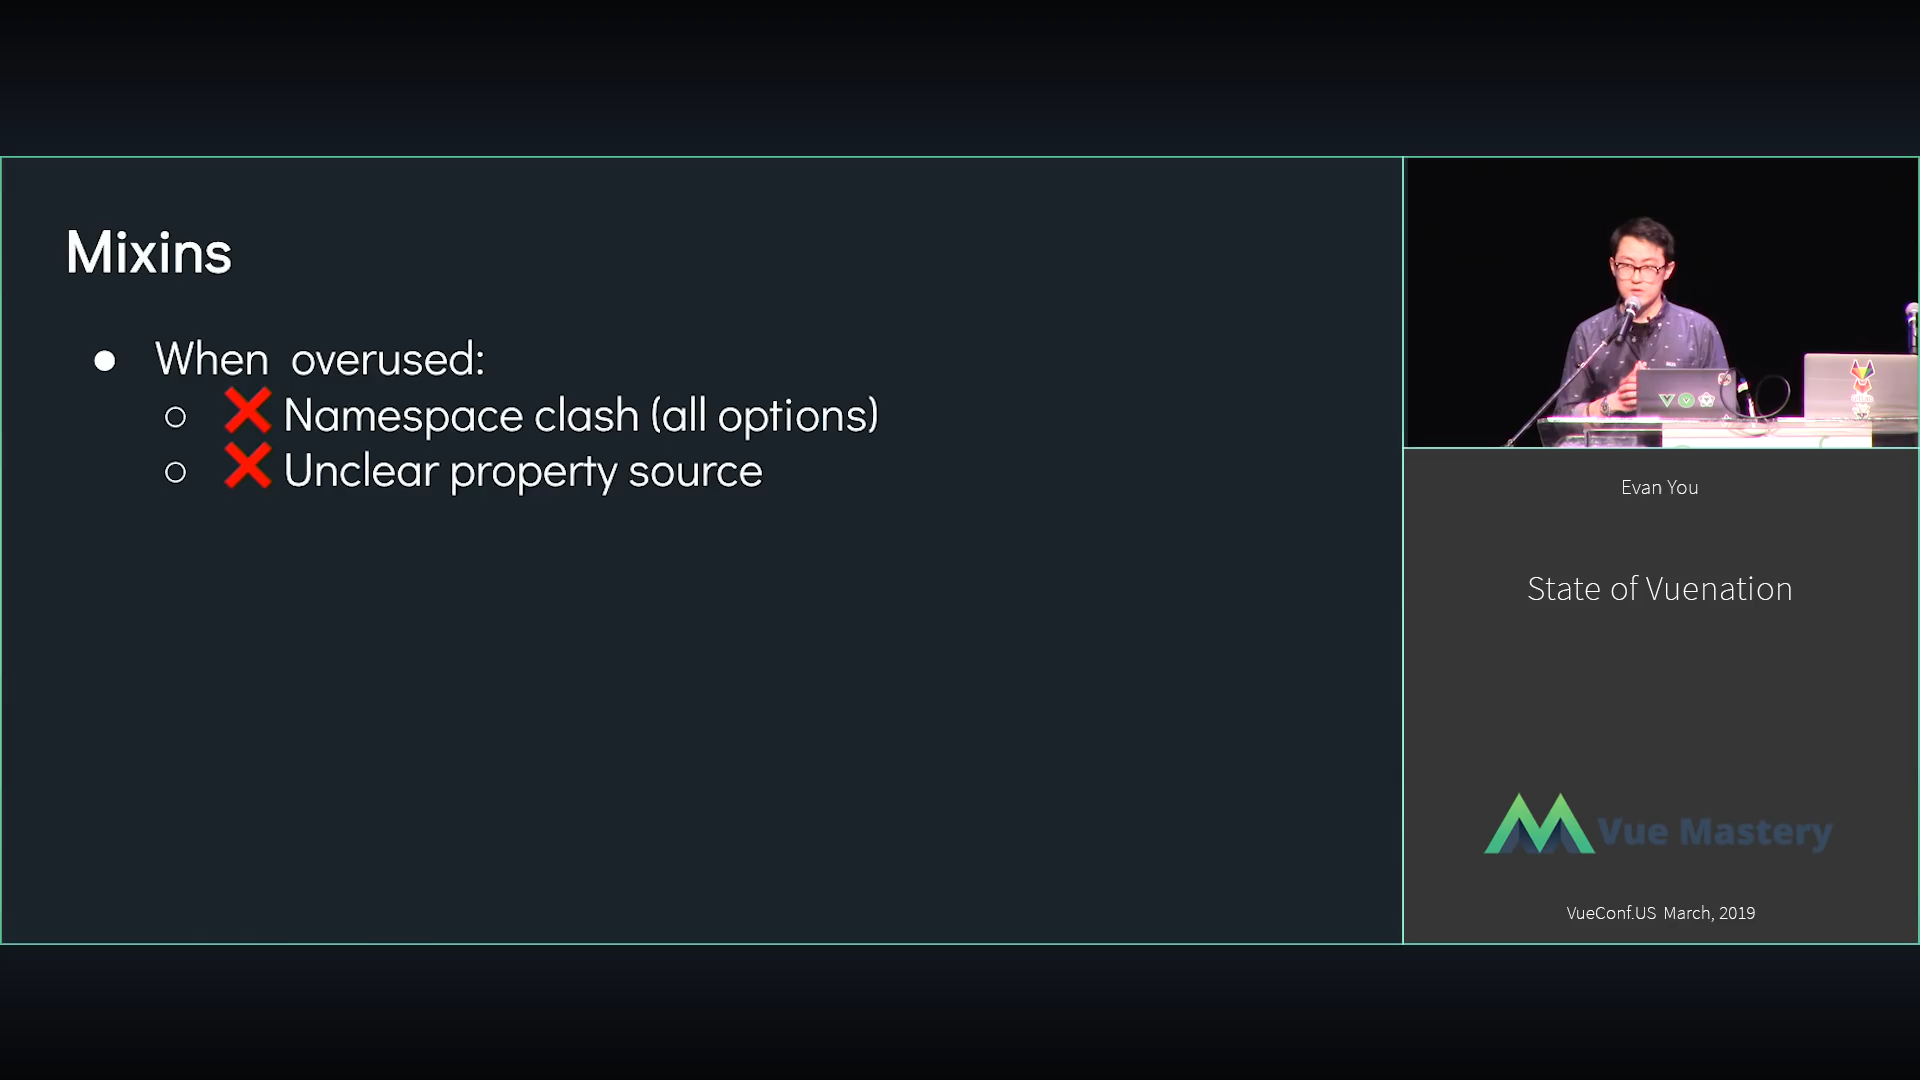 Mixins
When overused:
Namespace clash (all options)
Unclear property source
Evan You
State of Vuenation
Vue Mastery
VueConf.US March, 2019